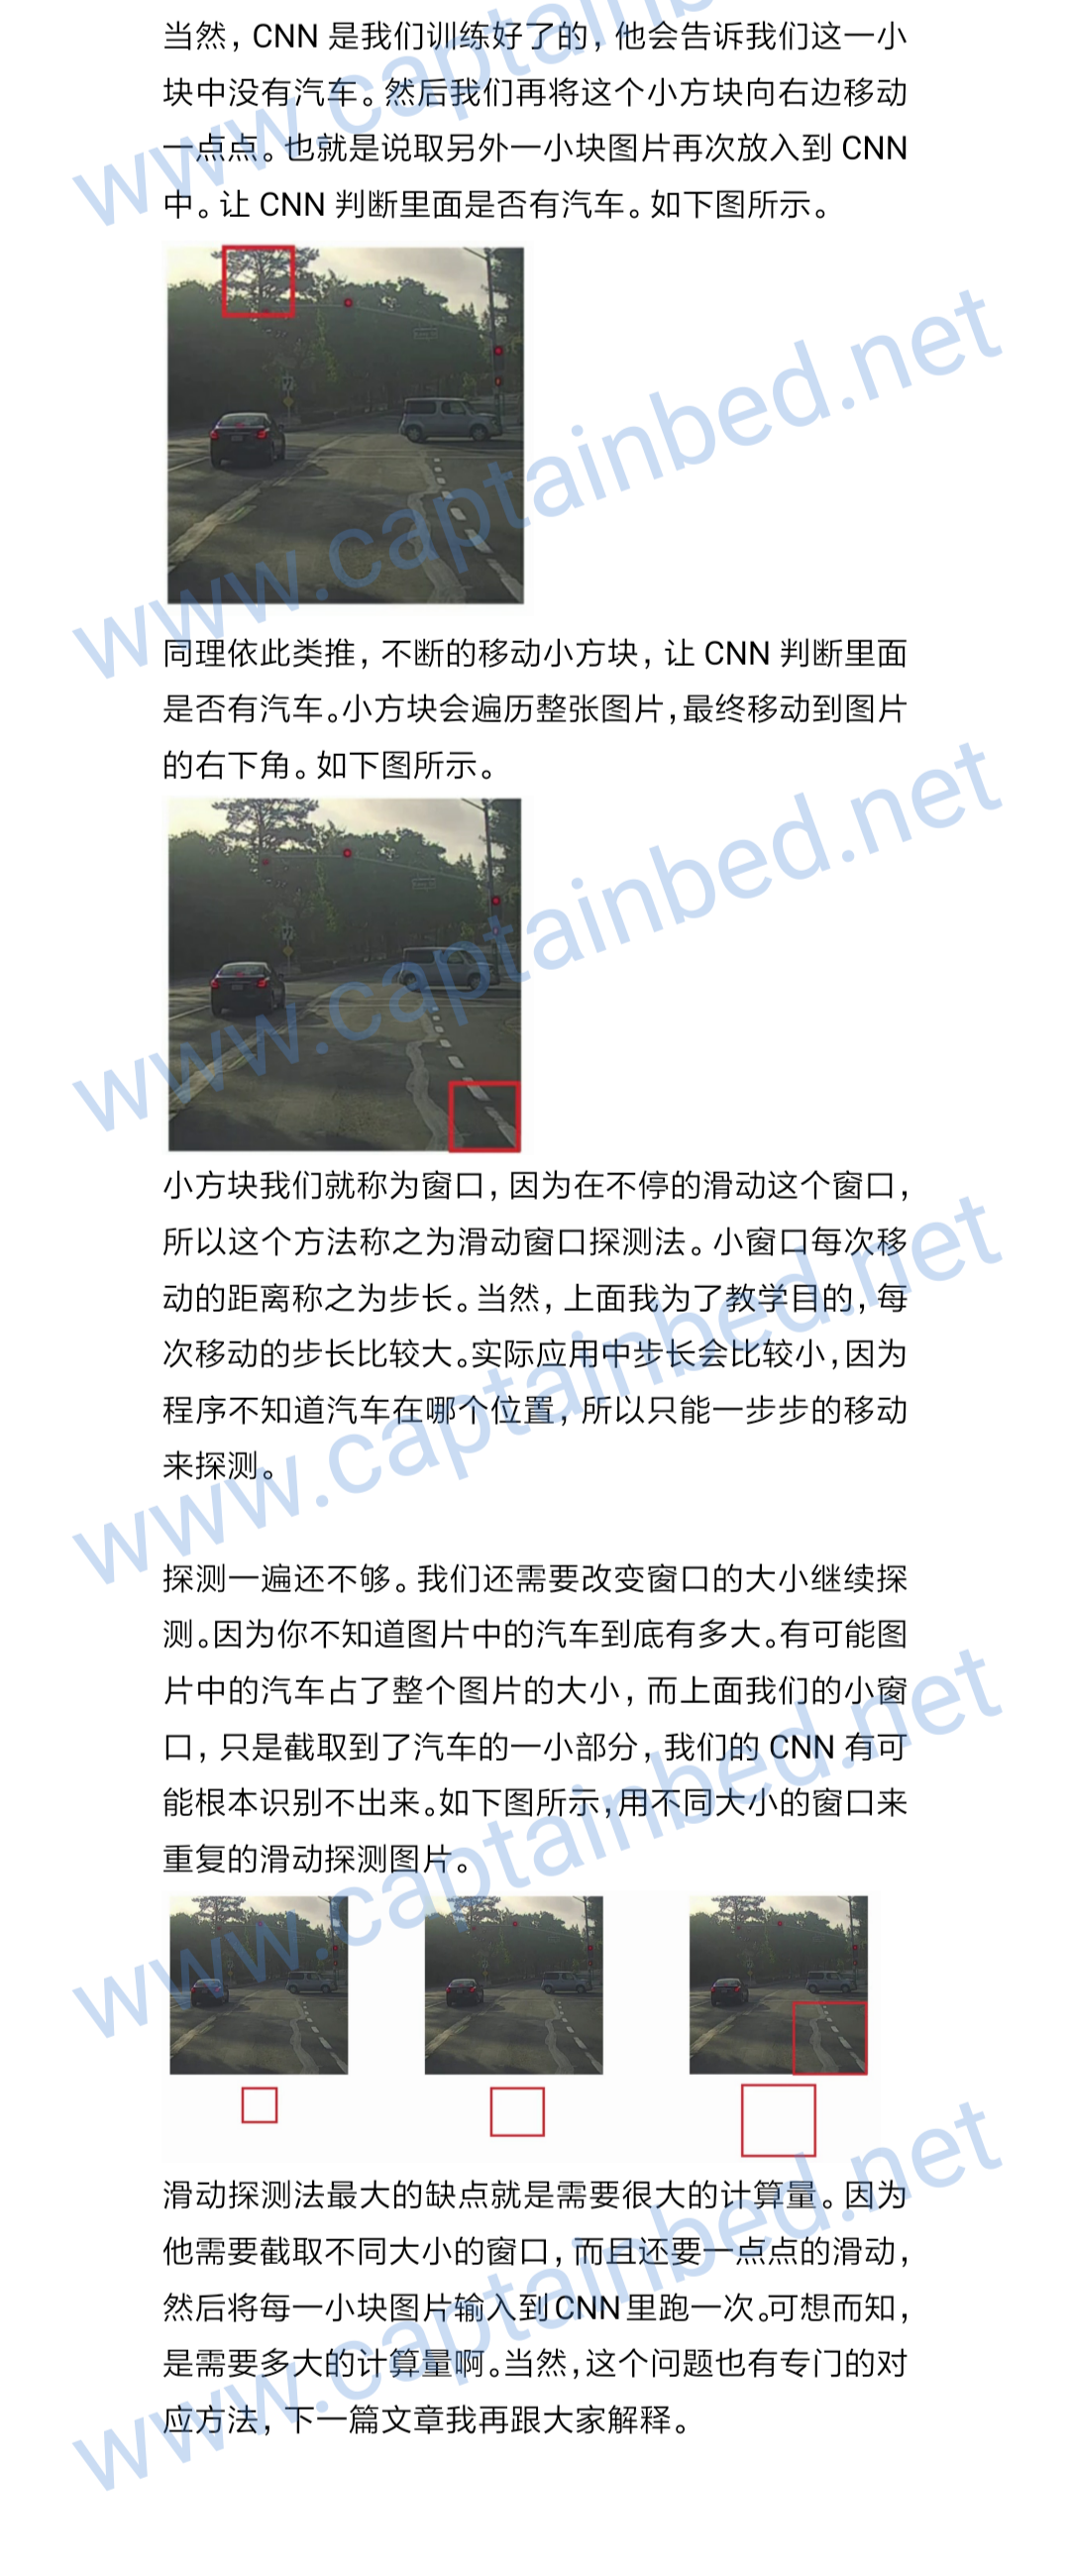 当然，CNN 是我们训练好了的，他会告诉我们这一小
块中没有汽车。然后我们再将这个小方块向右边移动
一点点。也就是说取另外一小块图片再次放入到 CNN
中。让 CNN 判断里面是否有汽车。如下图所示。
www.captainbed.net
同理依此类推，不断的移动小方块，让 CNN 判断里面
是否有汽车。小方块会遍历整张图片，最终移动到图片
的右下角。如下图所示。
www.captainbed.net
小方块我们就称为窗口，因为在不停的滑动这个窗口，
所以这个方法称之为滑动窗口探测法。小窗口每次移
动的距离称之为步长。当然，上面我为了教学目的，每
次移动的步长比较大。实际应用中步长会比较小，因为
程序不知道汽车在哪个位置，所以只能一步步的移动
来探测。
www.captainbed.net
探测一遍还不够。我们还需要改变窗口的大小继续探
测。因为你不知道图片中的汽车到底有多大。有可能图
片中的汽车占了整个图片的大小，而上面我们的小窗
口，只是截取到了汽车的一小部分，我们的 CNN 有可
能根本识别不出来。如下图所示，用不同大小的窗口来
重复的滑动探测图片。
www.captainbed.net
滑动探测法最大的缺点就是需要很大的计算量。因为
他需要截取不同大小的窗口，而且还要一点点的滑动，
然后将每一小块图片输入到 CNN 里跑一次。可想而知，
是需要多大的计算量啊。当然，这个问题也有专门的对
应方法，下一篇文章我再跟大家解释。
www.captainbed.net